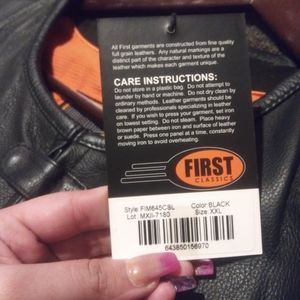 All First garments are constructed from fine quality
full grain leathers. Any natural markings are a
distinct part of the character and texture of the
leather which makes each garment unique.
CARE INSTRUCTIONS:
Do not store in a plastic bag. Do not attempt to
launder by hand or machine. Do not dry clean by
ordinary methods. Leather garments should be
cleaned by professionals specializing in leather
care. If you wish to press your garment, set iron
on lowest setting. Do not steam. Place heavy
brown paper between iron and surface of leather
or suede. Press one panel at a time, constantly
moving iron to avoid overheating.
FIRST
CLASSICS
Style: FIM645CSL Color: BLACK
Lot: MXII-7180 Size: XXL
643850156970